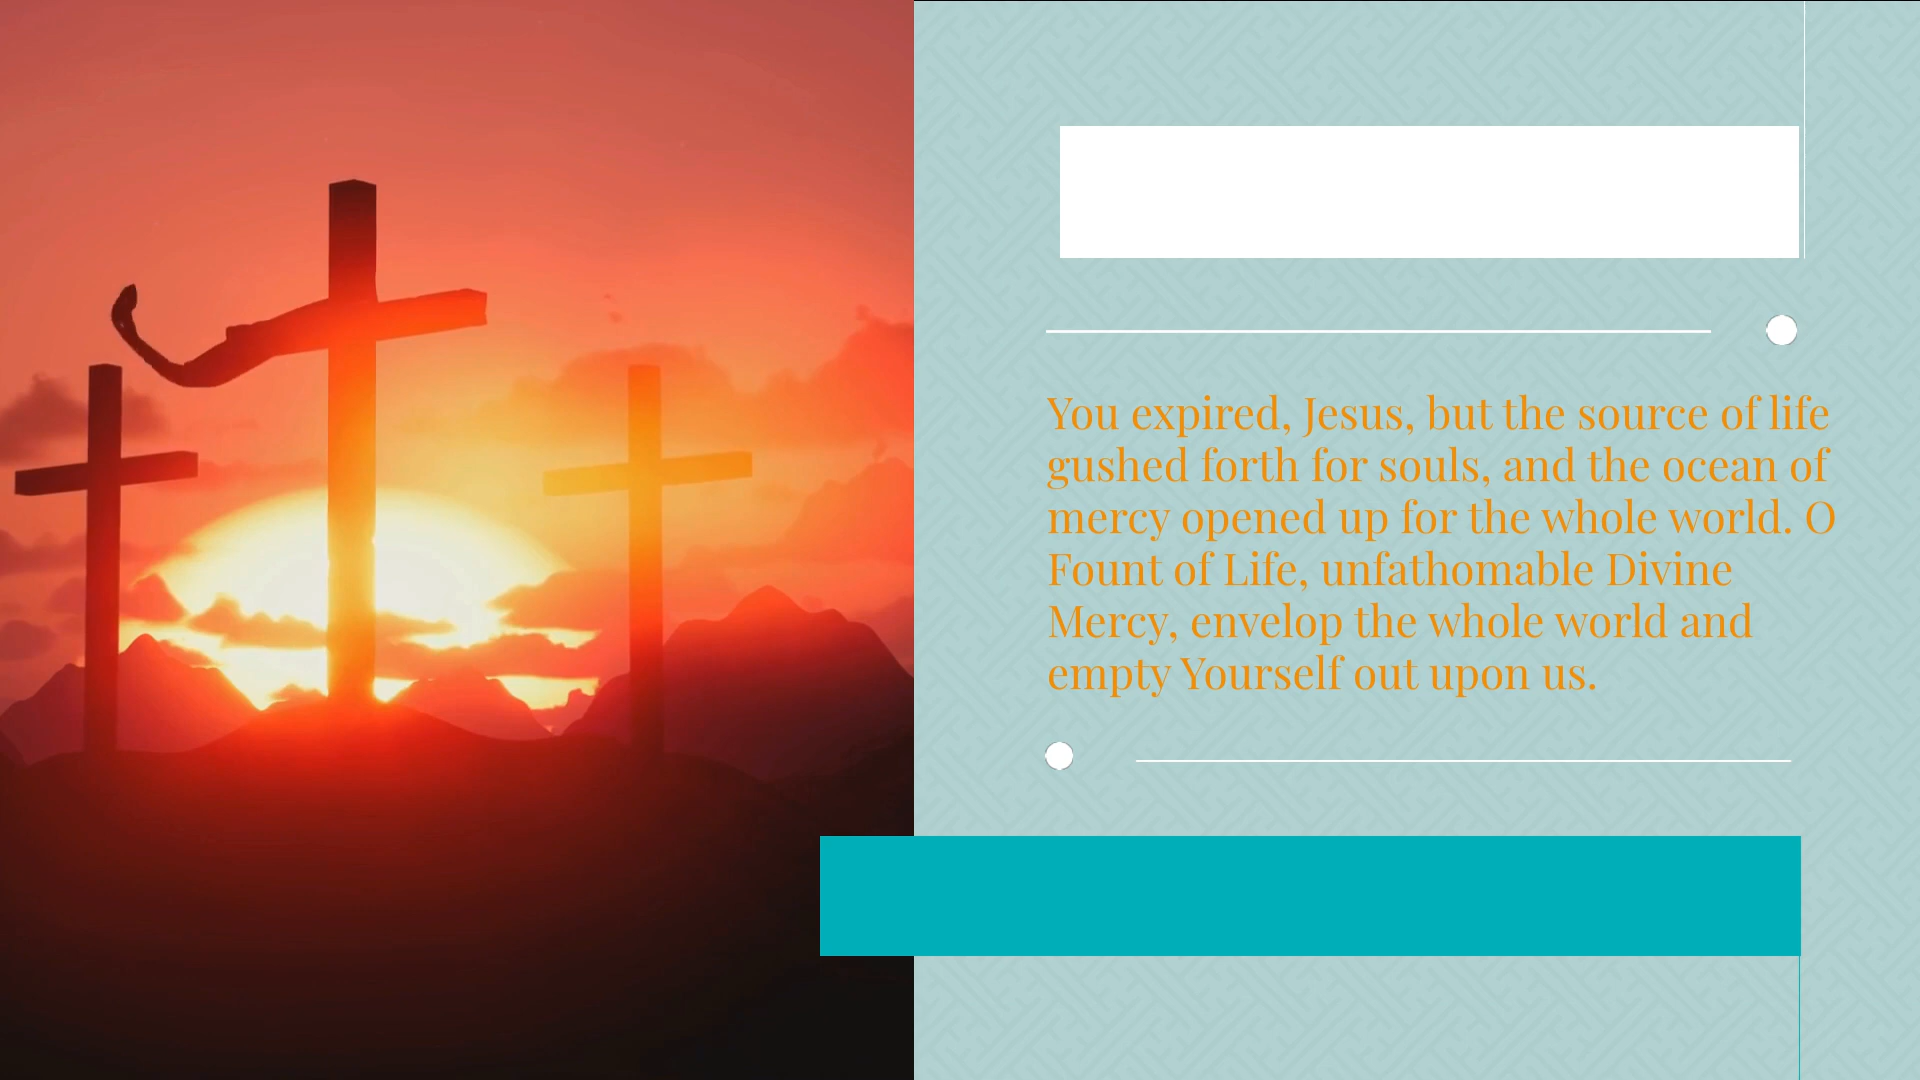 You expired, Jesus, but the source of life
gushed forth for souls, and the ocean of
mercy opened up for the whole world. O
Fount of Life, unfathomable Divine
Mercy, envelop the whole world and
empty Yourself out upon us.